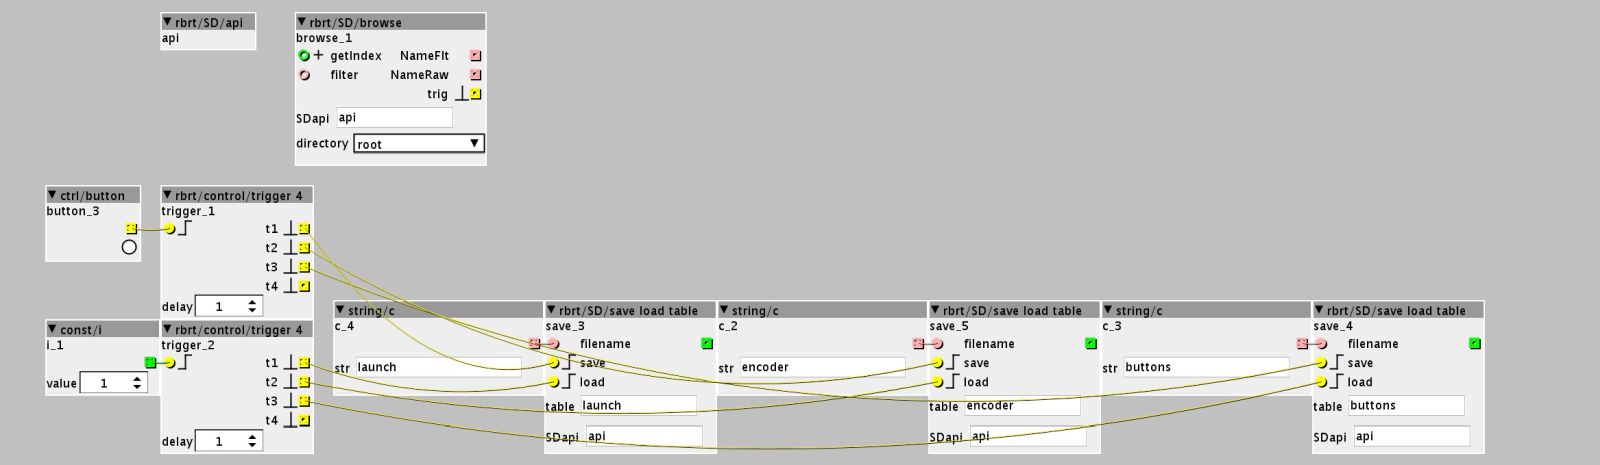 rbrt/SD/api
api
rbrt/SD/browse
browse_1
+ getIndex NameFlt
filter NameRaw
trig
SDapi api
directory root
ctrl/button
button_3
rbrt/control/trigger 4
trigger_1
t1
t2
t3
t4
delay 1
const/i
i_1
value 1
rbrt/control/trigger 4
trigger_2
t1
t2
t3
t4
delay 1
string/c
c_4
str launch
rbrt/SD/save load table
save_3
filename
save
load
table launch
SDapi api
string/c
c_2
str encoder
rbrt/SD/save load table
save_5
filename
save
load
table encoder
SDapi api
string/c
c_3
str buttons
rbrt/SD/save load table
save_4
filename
save
load
table buttons
SDapi api